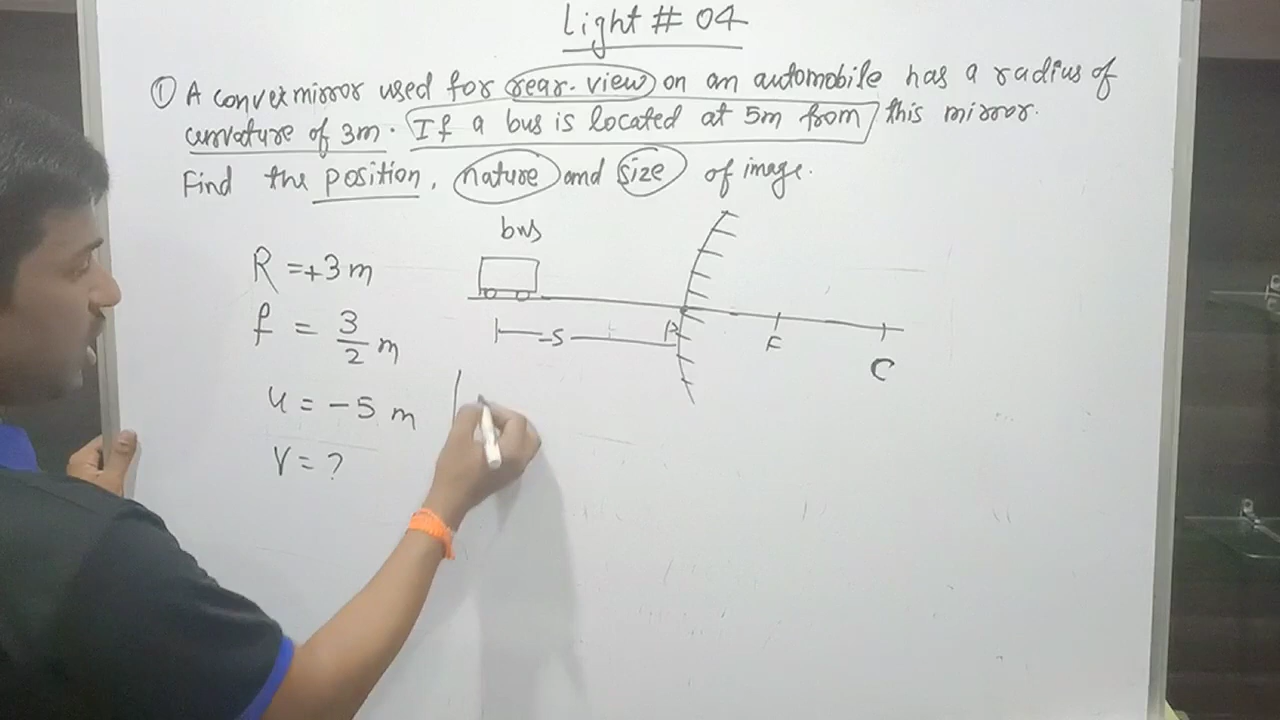 Light # 04
① A convex mirror used for rear. view on an automobile has a radius of
curvature of 3m. If a bus is located at 5m from this mirror.
Find the position, nature and size of image.
bus
R = +3 m
f = 3/2 m
-5
P
F
C
u = -5 m
V = ?